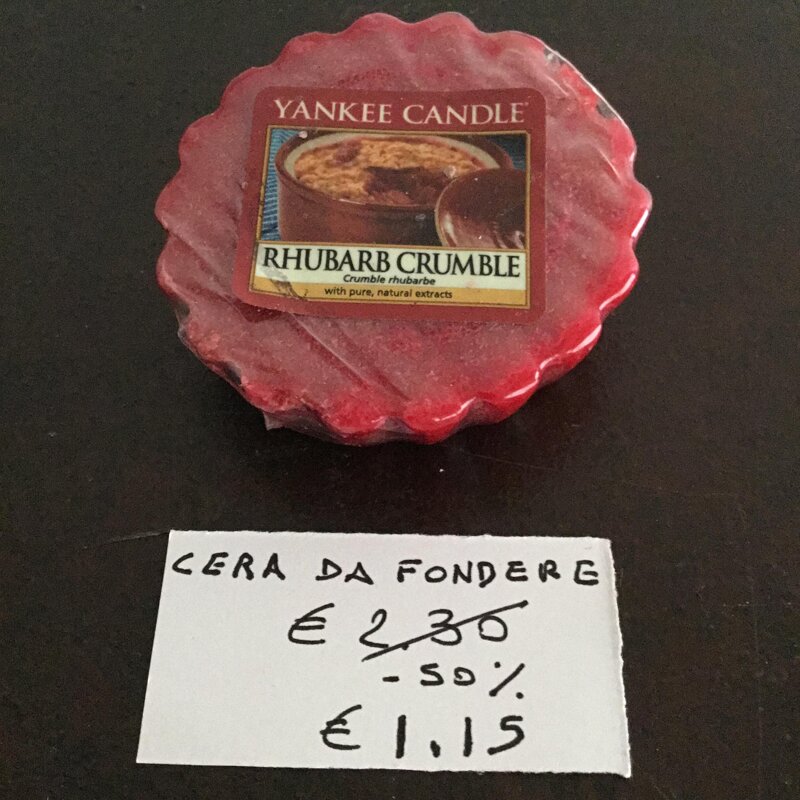 YANKEE CANDLE®
RHUBARB CRUMBLE
Crumble rhubarbe
with pure, natural extracts
CERA DA FONDERE
€ 2.30
-50%
€ 1.15